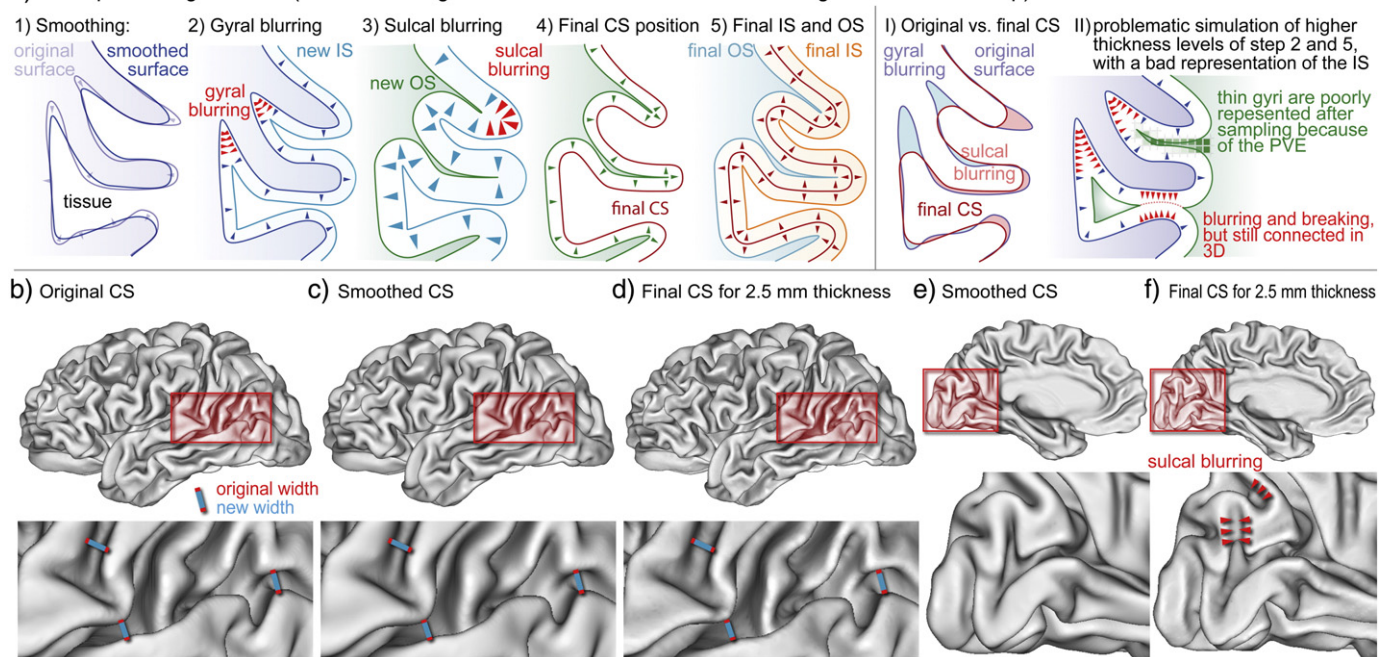 1) Smoothing:
original
surface
smoothed
surface
tissue
2) Gyral blurring
new IS
gyral
blurring
3) Sulcal blurring
new OS
sulcal
blurring
4) Final CS position
final CS
5) Final IS and OS
final OS
final IS
I) Original vs. final CS
gyral
blurring
original
surface
sulcal
blurring
final CS
II) problematic simulation of higher
thickness levels of step 2 and 5,
with a bad representation of the IS
thin gyri are poorly
repesented after
sampling because
of the PVE
blurring and breaking,
but still connected in
3D
b) Original CS
c) Smoothed CS
d) Final CS for 2.5 mm thickness
e) Smoothed CS
f) Final CS for 2.5 mm thickness
original width
new width
sulcal blurring